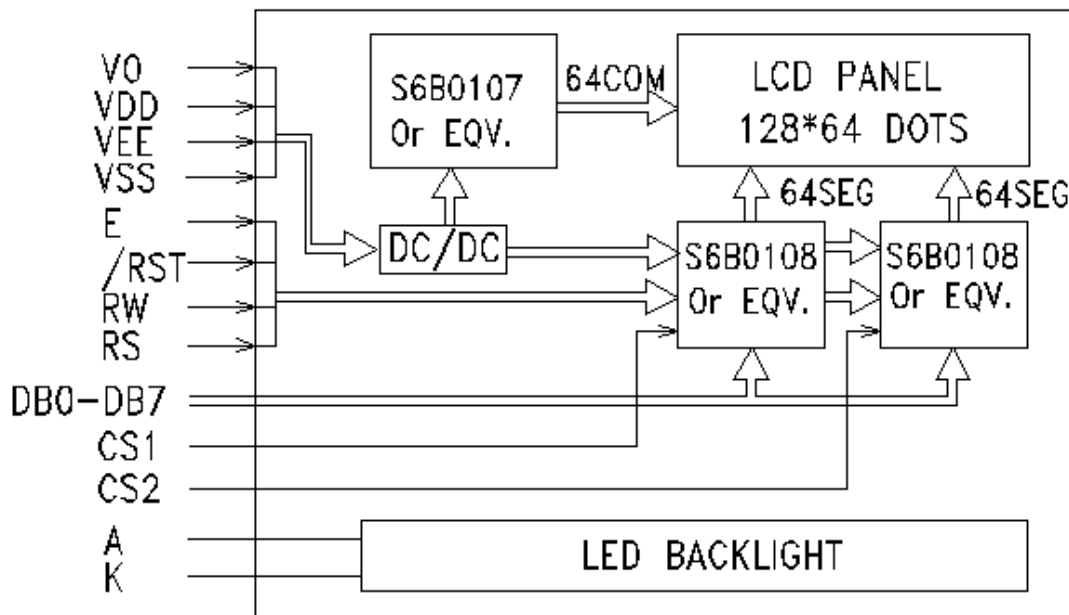 V0
VDD
VEE
VSS
E
/RST
RW
RS
DB0-DB7
CS1
CS2
A
K
S6B0107
Or EQV.
64COM
LCD PANEL
128*64 DOTS
64SEG
64SEG
DC/DC
S6B0108
Or EQV.
S6B0108
Or EQV.
LED BACKLIGHT